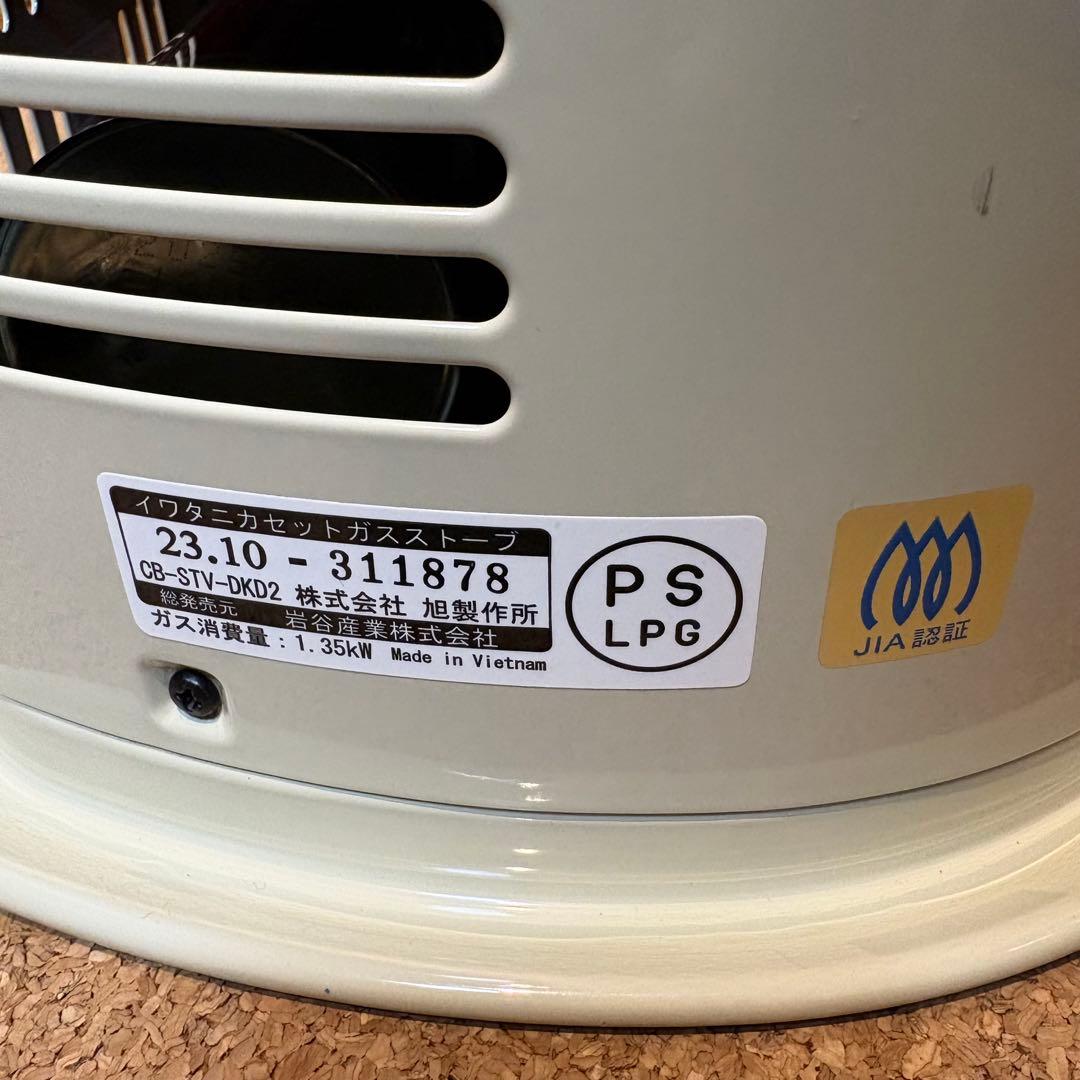 イワタニカセットガスストーブ
23.10 - 311878
CB-STV-DKD2 株式会社 旭製作所
総発売元 岩谷産業株式会社
ガス消費量：1.35kW Made in Vietnam
PS
LPG
JIA認証